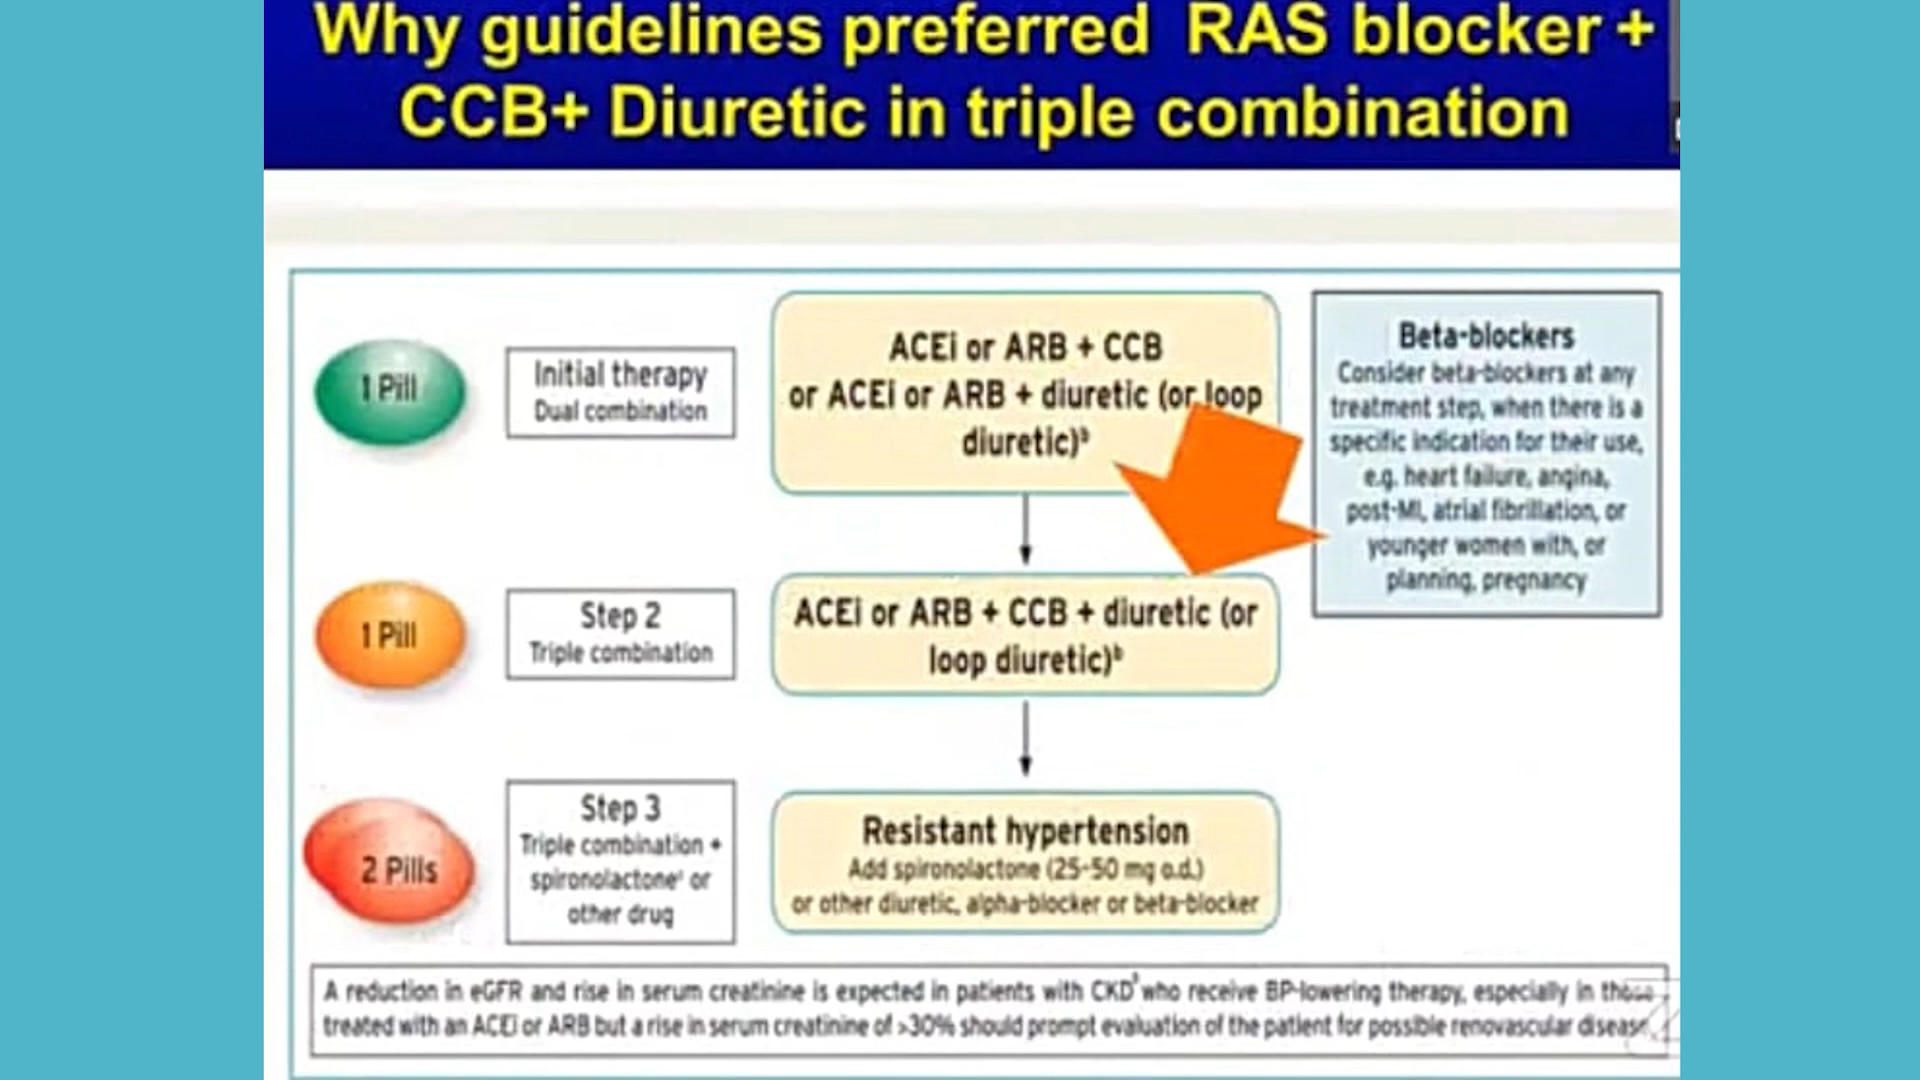 Why guidelines preferred RAS blocker +
CCB+ Diuretic in triple combination
1 Pill
Initial therapy
Dual combination
ACEi or ARB + CCB
or ACEi or ARB + diuretic (or loop
diuretic)ᵇ
Beta-blockers
Consider beta-blockers at any
treatment step, when there is a
specific indication for their use,
e.g. heart failure, angina,
post-MI, atrial fibrillation, or
younger women with, or
planning, pregnancy
1 Pill
Step 2
Triple combination
ACEi or ARB + CCB + diuretic (or
loop diuretic)ᵇ
2 Pills
Step 3
Triple combination +
spironolactone or
other drug
Resistant hypertension
Add spironolactone (25-50 mg o.d.)
or other diuretic, alpha-blocker or beta-blocker
A reduction in eGFR and rise in serum creatinine is expected in patients with CKD who receive BP-lowering therapy, especially in those
treated with an ACEi or ARB but a rise in serum creatinine of >30% should prompt evaluation of the patient for possible renovascular disease.